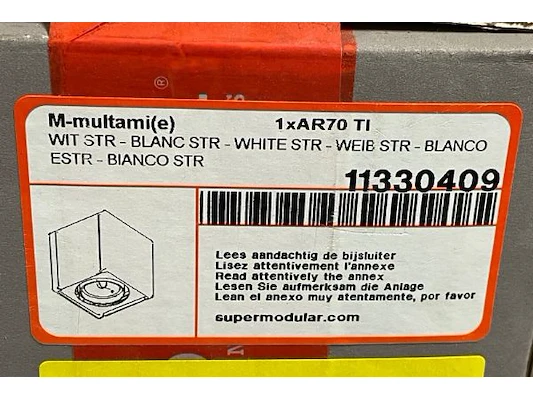 M-multami(e) 1xAR70 TI
WIT STR - BLANC STR - WHITE STR - WEIß STR - BLANCO
ESTR - BIANCO STR
11330409
Lees aandachtig de bijsluiter
Lisez attentivement l'annexe
Read attentively the annex
Lesen Sie aufmerksam die Anlage
Lean el anexo muy atentamente, por favor
supermodular.com